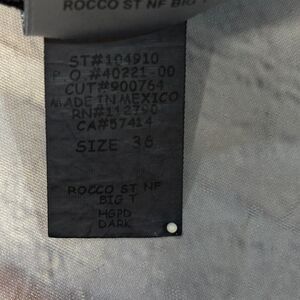 ROCCO ST NF BIG T
ST#104910
P.O.#40221-00
CUT#900764
MADE IN MEXICO
RN#112790
CA#57414
SIZE 36
ROCCO ST NF
BIG T
HGPD
DARK